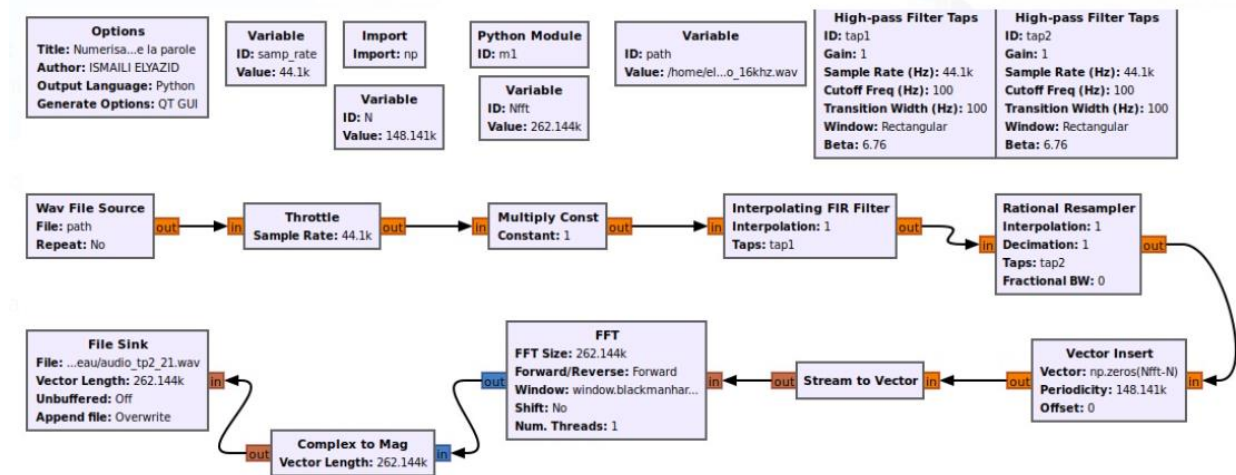 Options
Title: Numerisa...e la parole
Author: ISMAILI ELYAZID
Output Language: Python
Generate Options: QT GUI
Variable
ID: samp_rate
Value: 44.1k
Import
Import: np
Variable
ID: N
Value: 148.141k
Python Module
ID: m1
Variable
ID: Nfft
Value: 262.144k
Variable
ID: path
Value: /home/el...o_16khz.wav
High-pass Filter Taps
ID: tap1
Gain: 1
Sample Rate (Hz): 44.1k
Cutoff Freq (Hz): 100
Transition Width (Hz): 100
Window: Rectangular
Beta: 6.76
High-pass Filter Taps
ID: tap2
Gain: 1
Sample Rate (Hz): 44.1k
Cutoff Freq (Hz): 100
Transition Width (Hz): 100
Window: Rectangular
Beta: 6.76
Wav File Source
File: path
Repeat: No
out
in
Throttle
Sample Rate: 44.1k
out
in
Multiply Const
Constant: 1
out
in
Interpolating FIR Filter
Interpolation: 1
Taps: tap1
out
in
Rational Resampler
Interpolation: 1
Decimation: 1
Taps: tap2
Fractional BW: 0
out
File Sink
File: ...eau/audio_tp2_21.wav
Vector Length: 262.144k
Unbuffered: Off
Append file: Overwrite
in
out
Complex to Mag
Vector Length: 262.144k
in
out
FFT
FFT Size: 262.144k
Forward/Reverse: Forward
Window: window.blackmanhar...
Shift: No
Num. Threads: 1
in
out
Stream to Vector
in
out
Vector Insert
Vector: np.zeros(Nfft-N)
Periodicity: 148.141k
Offset: 0
in